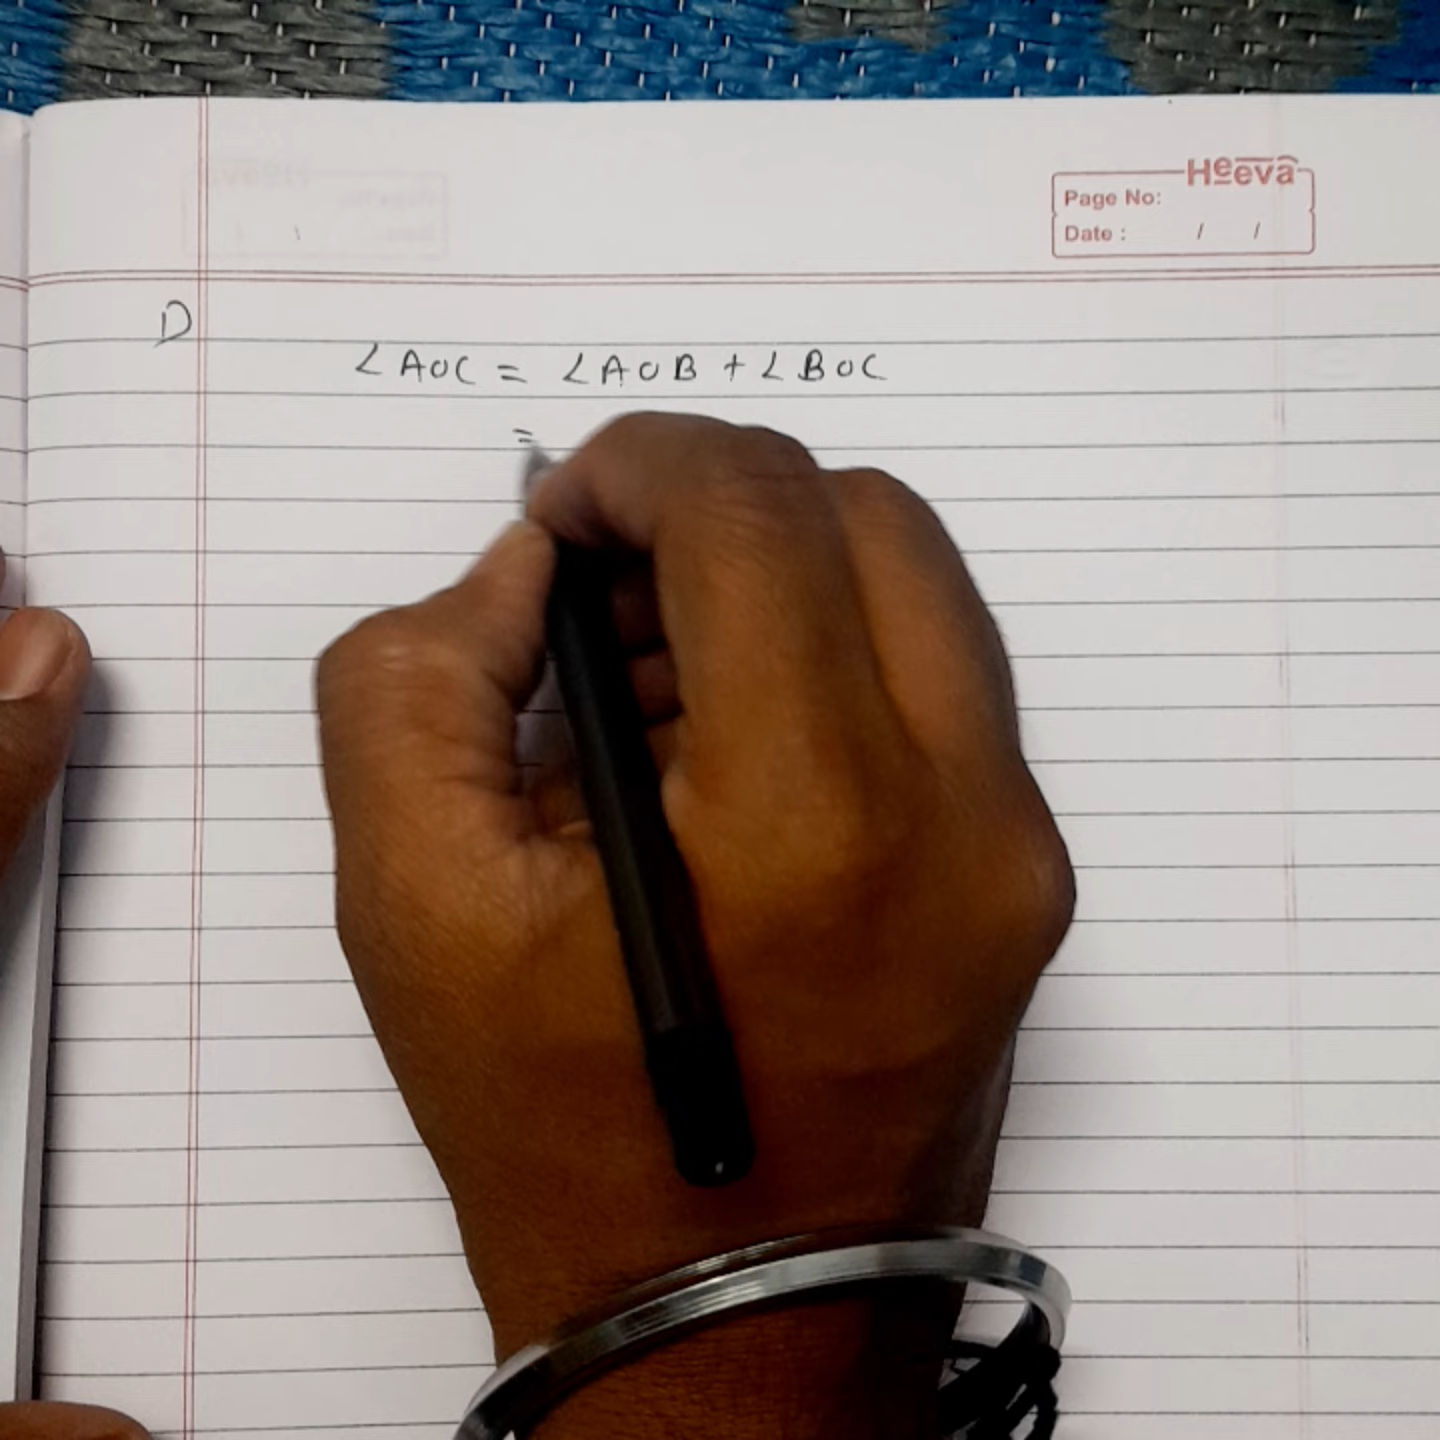 Heeva
Page No:
Date : / /
D
∠AOC = ∠AOB + ∠BOC
=